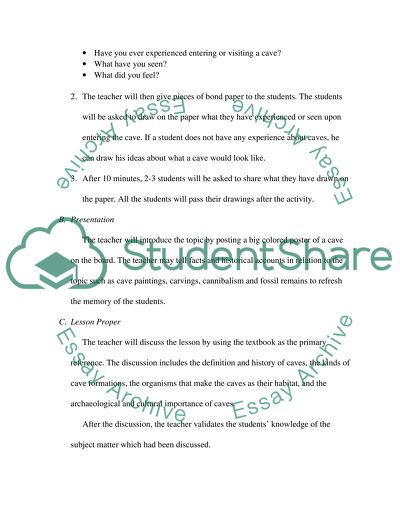 • Have you ever experienced entering or visiting a cave?
• What have you seen?
• What did you feel?
2. The teacher will then give pieces of bond paper to the students. The students
will be asked to draw on the paper what they have experienced or seen upon
entering the cave. If a student does not have any experience about caves, he
can draw his ideas about what a cave would look like.
3. After 10 minutes, 2-3 students will be asked to share what they have drawn on
the paper. All the students will pass their drawings after the activity.
B. Presentation
The teacher will introduce the topic by posting a big colored poster of a cave
on the board. The teacher may tell facts and historical accounts in relation to the
topic such as cave paintings, carvings, cannibalism and fossil remains to refresh
the memory of the students.
StudentShare
C. Lesson Proper
The teacher will discuss the lesson by using the textbook as the primary
reference. The discussion includes the definition and history of caves, the kinds of
cave formations, the organisms that make the caves as their habitat, and the
archaeological and cultural importance of caves.
After the discussion, the teacher validates the students' knowledge of the
subject matter which had been discussed.
Essay Essay Essay
Essay Essay Essay
Essay Essay Essay
Essay Essay Essay